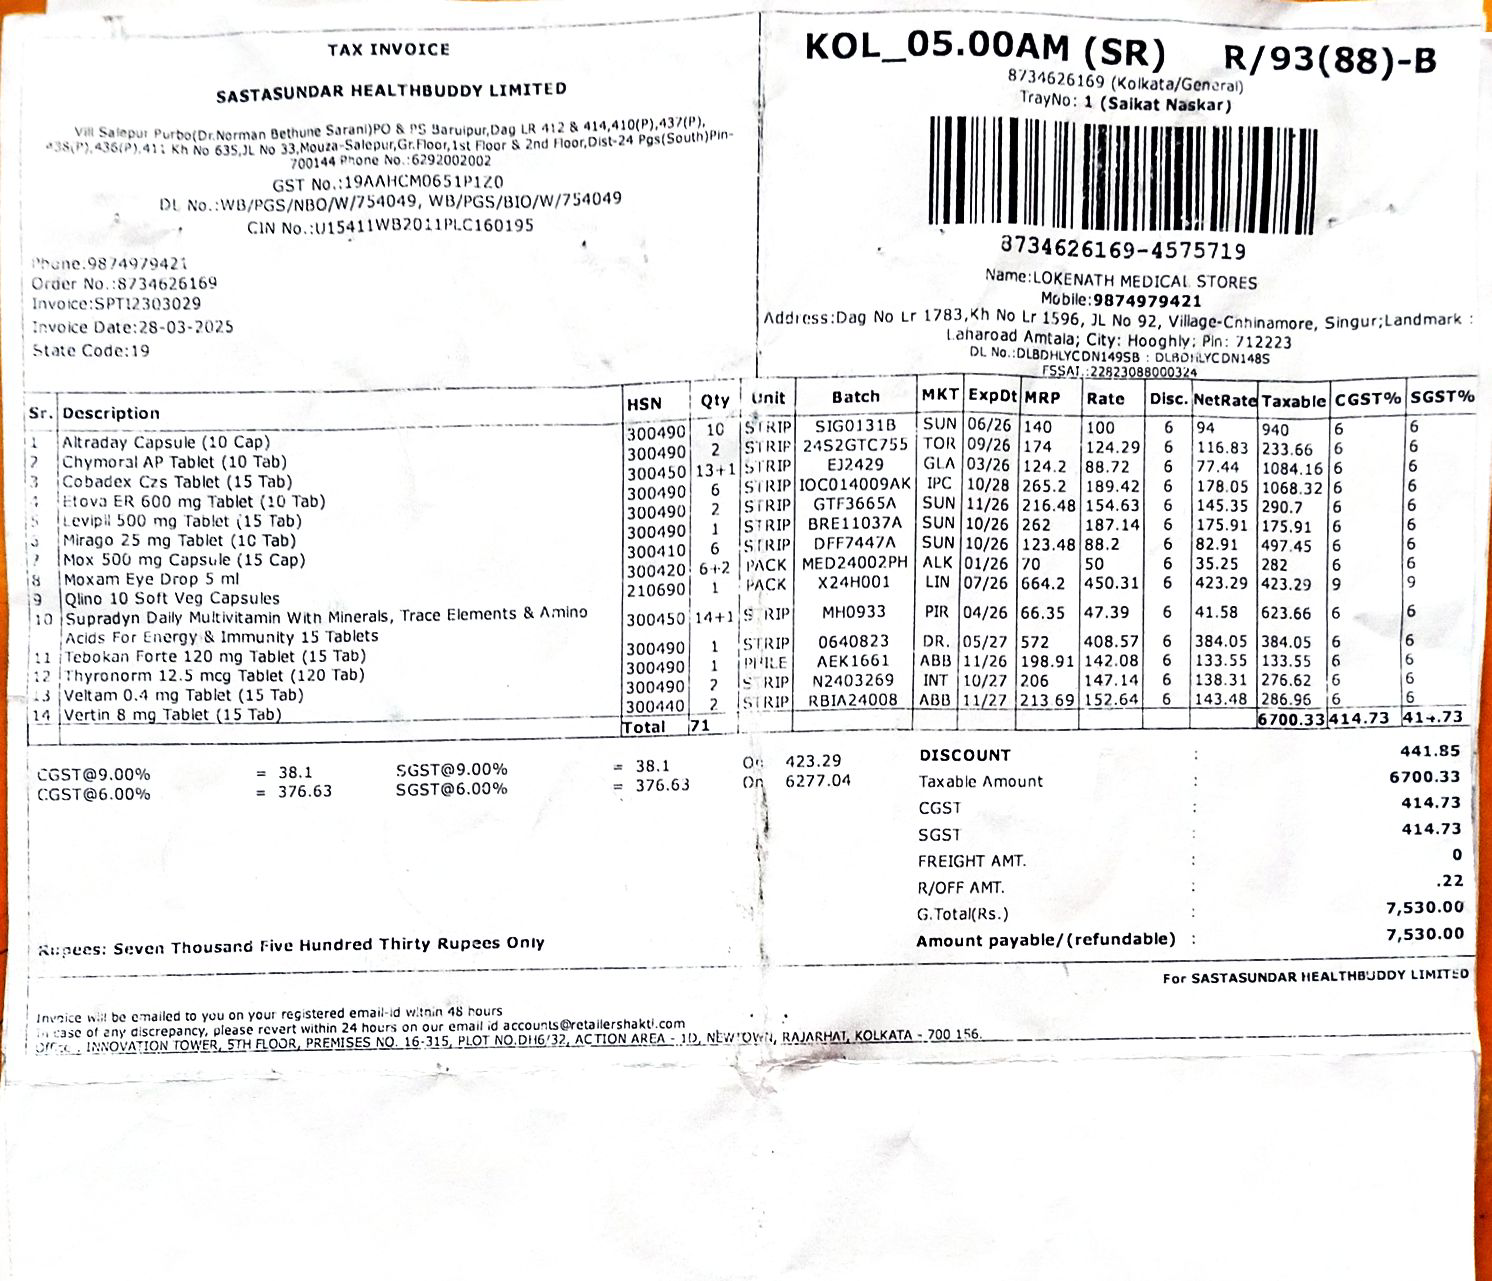 TAX INVOICE
SASTASUNDAR HEALTHBUDDY LIMITED
Vill Salepur Purbo(Dr.Norman Bethune Sarani)PO & PS Baruipur,Dag LR 412 & 414,410(P),437(P),
438(P),436(P),411 Kh No 635,JL No 33,Mouza-Salepur,Gr.Floor,1st Floor & 2nd Floor,Dist-24 Pgs(South)Pin-
700144 Phone No.:6292002002
GST No.:19AAHCM0651P1Z0
DL No.:WB/PGS/NBO/W/754049, WB/PGS/BIO/W/754049
CIN No.:U15411WB2011PLC160195
Phone:9874979421
Order No.:8734626169
Invoice:SPT12303029
Invoice Date:28-03-2025
State Code:19
KOL_05.00AM (SR) R/93(88)-B
8734626169 (Kolkata/General)
TrayNo: 1 (Saikat Naskar)
8734626169-4575719
Name:LOKENATH MEDICAL STORES
Mobile:9874979421
Address:Dag No Lr 1783,Kh No Lr 1596, JL No 92, Village-Chhinamore, Singur;Landmark :
Laharoad Amtala; City: Hooghly; Pin: 712223
DL No.:DLBDHLYCDN149SB : DLBDHLYCDN148S
FSSAI.:22823088000324
Sr. Description HSN Qty Unit Batch MKT ExpDt MRP Rate Disc. NetRate Taxable CGST% SGST%
1 Altraday Capsule (10 Cap) 300490 10 STRIP SIG0131B SUN 06/26 140 100 6 94 940 6 6
2 Chymoral AP Tablet (10 Tab) 300490 2 STRIP 24S2GTC755 TOR 09/26 174 124.29 6 116.83 233.66 6 6
3 Cobadex Czs Tablet (15 Tab) 300450 13+1 STRIP EJ2429 GLA 03/26 124.2 88.72 6 77.44 1084.16 6 6
4 Etova ER 600 mg Tablet (10 Tab) 300490 6 STRIP IOC014009AK IPC 10/28 265.2 189.42 6 178.05 1068.32 6 6
5 Levipil 500 mg Tablet (15 Tab) 300490 2 STRIP GTF3665A SUN 11/26 216.48 154.63 6 145.35 290.7 6 6
6 Mirago 25 mg Tablet (10 Tab) 300490 1 STRIP BRE11037A SUN 10/26 262 187.14 6 175.91 175.91 6 6
7 Mox 500 mg Capsule (15 Cap) 300410 6 STRIP DFF7447A SUN 10/26 123.48 88.2 6 82.91 497.45 6 6
8 Moxam Eye Drop 5 ml 300420 6+2 PACK MED24002PH ALK 01/26 70 50 6 35.25 282 6 6
9 Qlino 10 Soft Veg Capsules 210690 1 PACK X24H001 LIN 07/26 664.2 450.31 6 423.29 423.29 9 9
10 Supradyn Daily Multivitamin With Minerals, Trace Elements & Amino 300450 14+1 STRIP MH0933 PIR 04/26 66.35 47.39 6 41.58 623.66 6 6
Acids For Energy & Immunity 15 Tablets
11 Tebokan Forte 120 mg Tablet (15 Tab) 300490 1 STRIP 0640823 DR. 05/27 572 408.57 6 384.05 384.05 6 6
12 Thyronorm 12.5 mcg Tablet (120 Tab) 300490 1 PHILE AEK1661 ABB 11/26 198.91 142.08 6 133.55 133.55 6 6
13 Veltam 0.4 mg Tablet (15 Tab) 300490 2 STRIP N2403269 INT 10/27 206 147.14 6 138.31 276.62 6 6
14 Vertin 8 mg Tablet (15 Tab) 300440 2 STRIP RBIA24008 ABB 11/27 213.69 152.64 6 143.48 286.96 6 6
Total 71 6700.33 414.73 414.73
CGST@9.00% = 38.1 SGST@9.00% = 38.1 On 423.29
CGST@6.00% = 376.63 SGST@6.00% = 376.63 On 6277.04
DISCOUNT : 441.85
Taxable Amount : 6700.33
CGST : 414.73
SGST : 414.73
FREIGHT AMT. : 0
R/OFF AMT. : .22
G.Total(Rs.) : 7,530.00
Amount payable/(refundable) : 7,530.00
Rupees: Seven Thousand Five Hundred Thirty Rupees Only
For SASTASUNDAR HEALTHBUDDY LIMITED
Invoice will be emailed to you on your registered email-id within 48 hours
In case of any discrepancy, please revert within 24 hours on our email id accounts@retailershakti.com
Office : INNOVATION TOWER, 5TH FLOOR, PREMISES NO. 16-315, PLOT NO.DH6/32, ACTION AREA - 1D, NEWTOWN, RAJARHAT, KOLKATA - 700 156.